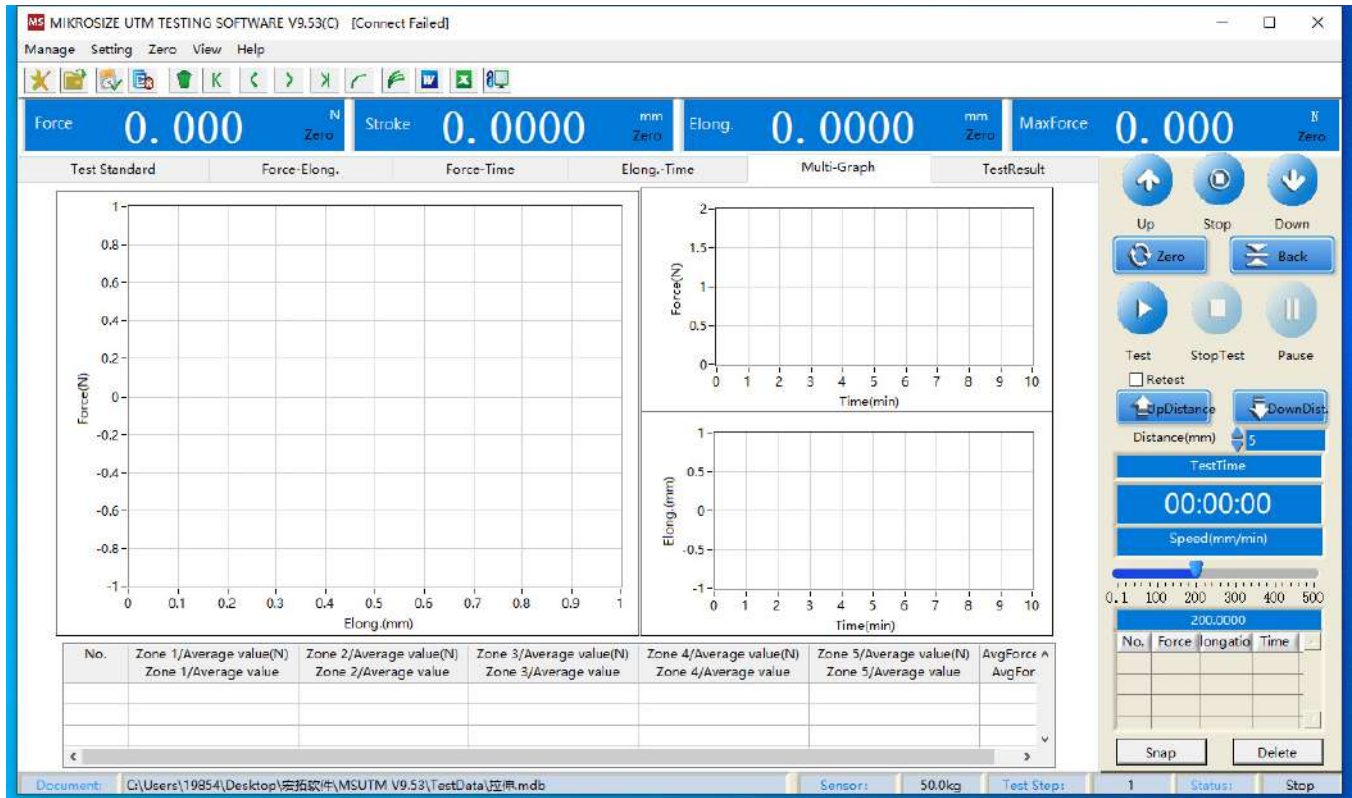 MS MIKROSIZE UTM TESTING SOFTWARE V9.53(C) [Connect Failed]
Manage Setting Zero View Help
Force 0.000 N Zero Stroke 0.0000 mm Zero Elong. 0.0000 mm Zero MaxForce 0.000 N Zero
Test Standard Force-Elong. Force-Time Elong.-Time Multi-Graph TestResult
1
0.8
0.6
0.4
0.2
0
-0.2
-0.4
-0.6
-0.8
-1
Force(N)
0 0.1 0.2 0.3 0.4 0.5 0.6 0.7 0.8 0.9 1
Elong.(mm)
2
1.5
1
0.5
0
Force(N)
0 1 2 3 4 5 6 7 8 9 10
Time(min)
1
0.5
0
-0.5
-1
Elong.(mm)
0 1 2 3 4 5 6 7 8 9 10
Time(min)
Up Stop Down
Zero Back
Test StopTest Pause
Retest
UpDistance DownDist.
Distance(mm) 5
TestTime
00:00:00
Speed(mm/min)
0.1 100 200 300 400 500
200.0000
No. Force longatio Time
Snap Delete
No. Zone 1/Average value(N) Zone 2/Average value(N) Zone 3/Average value(N) Zone 4/Average value(N) Zone 5/Average value(N) AvgForce
Zone 1/Average value Zone 2/Average value Zone 3/Average value Zone 4/Average value Zone 5/Average value AvgFor
Document: C:\Users\19854\Desktop\宏拓软件\MSUTM V9.53\TestData\拉伸.mdb Sensor: 50.0kg Test Step: 1 Status: Stop